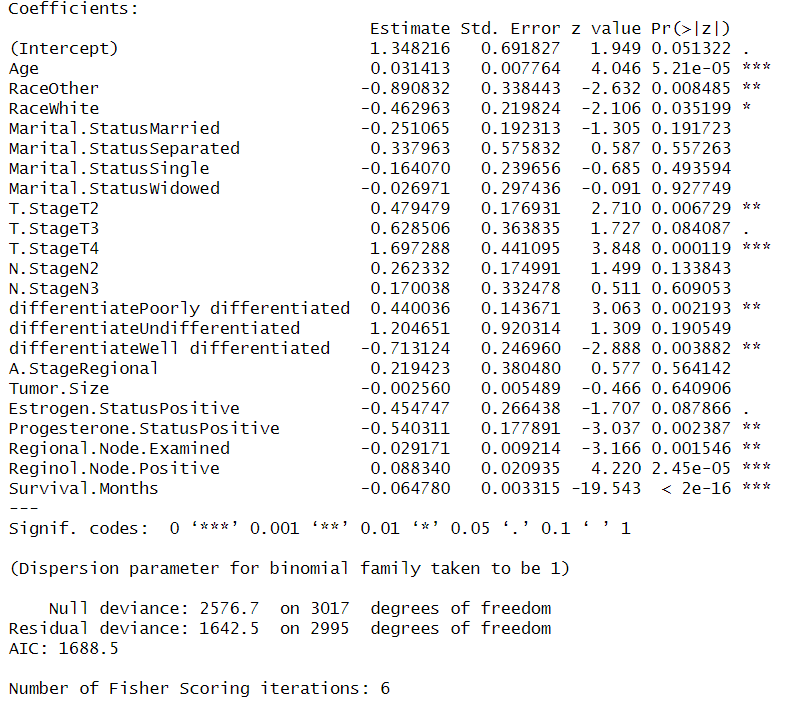 Coefficients:
Estimate Std. Error z value Pr(>|z|)
(Intercept) 1.348216 0.691827 1.949 0.051322 .
Age 0.031413 0.007764 4.046 5.21e-05 ***
RaceOther -0.890832 0.338443 -2.632 0.008485 **
RaceWhite -0.462963 0.219824 -2.106 0.035199 *
Marital.StatusMarried -0.251065 0.192313 -1.305 0.191723
Marital.StatusSeparated 0.337963 0.575832 0.587 0.557263
Marital.StatusSingle -0.164070 0.239656 -0.685 0.493594
Marital.StatusWidowed -0.026971 0.297436 -0.091 0.927749
T.StageT2 0.479479 0.176931 2.710 0.006729 **
T.StageT3 0.628506 0.363835 1.727 0.084087 .
T.StageT4 1.697288 0.441095 3.848 0.000119 ***
N.StageN2 0.262332 0.174991 1.499 0.133843
N.StageN3 0.170038 0.332478 0.511 0.609053
differentiatePoorly differentiated 0.440036 0.143671 3.063 0.002193 **
differentiateUndifferentiated 1.204651 0.920314 1.309 0.190549
differentiateWell differentiated -0.713124 0.246960 -2.888 0.003882 **
A.StageRegional 0.219423 0.380480 0.577 0.564142
Tumor.Size -0.002560 0.005489 -0.466 0.640906
Estrogen.StatusPositive -0.454747 0.266438 -1.707 0.087866 .
Progesterone.StatusPositive -0.540311 0.177891 -3.037 0.002387 **
Regional.Node.Examined -0.029171 0.009214 -3.166 0.001546 **
Reginol.Node.Positive 0.088340 0.020935 4.220 2.45e-05 ***
Survival.Months -0.064780 0.003315 -19.543 < 2e-16 ***
---
Signif. codes: 0 ‘***’ 0.001 ‘**’ 0.01 ‘*’ 0.05 ‘.’ 0.1 ‘ ’ 1
(Dispersion parameter for binomial family taken to be 1)
Null deviance: 2576.7 on 3017 degrees of freedom
Residual deviance: 1642.5 on 2995 degrees of freedom
AIC: 1688.5
Number of Fisher Scoring iterations: 6